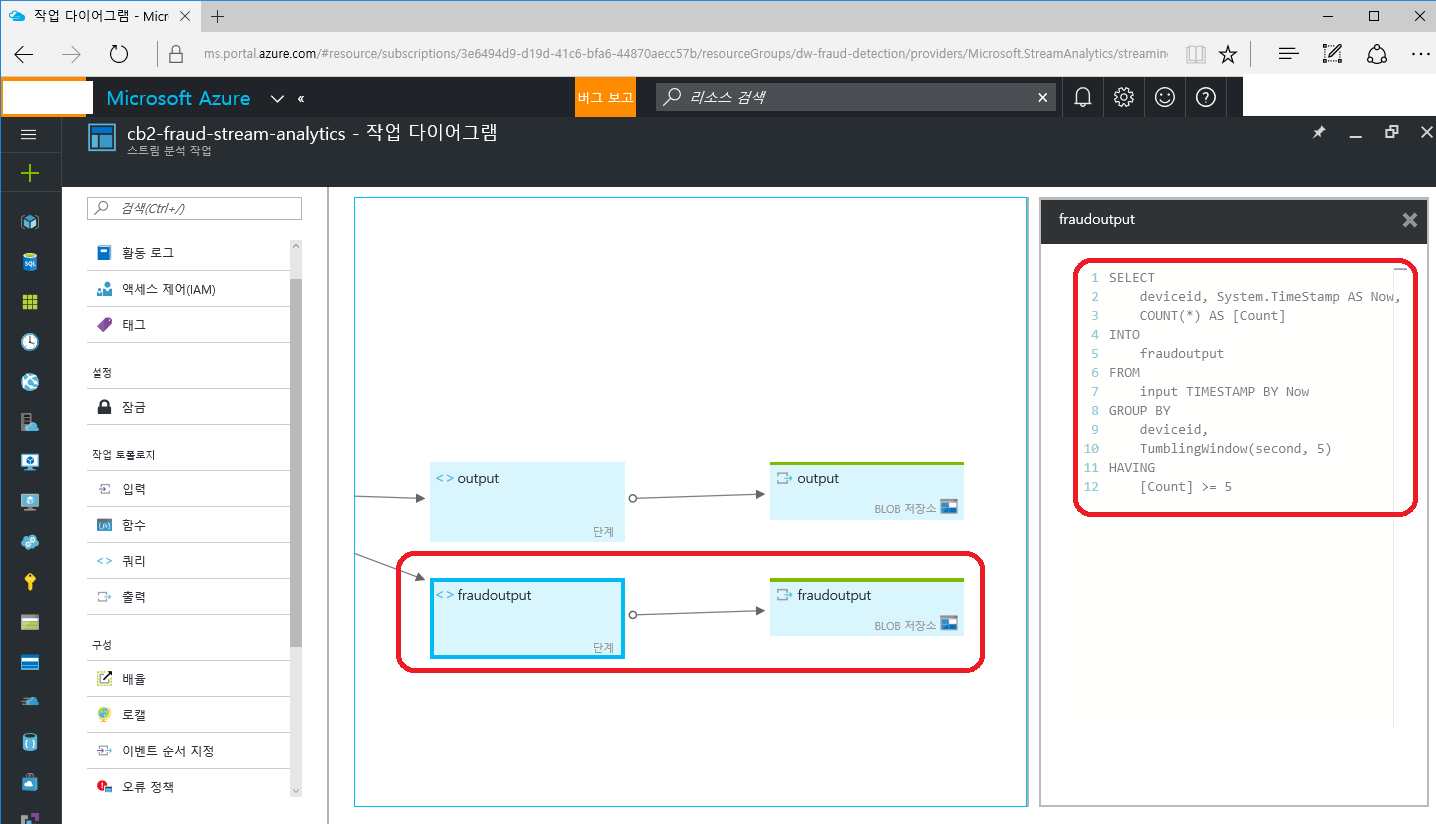 작업 다이어그램 - Micr
ms.portal.azure.com/#resource/subscriptions/3e6494d9-d19d-41c6-bfa6-44870aecc57b/resourceGroups/dw-fraud-detection/providers/Microsoft.StreamAnalytics/streaming
Microsoft Azure
버그 보고
리소스 검색
cb2-fraud-stream-analytics - 작업 다이어그램
스트림 분석 작업
검색(Ctrl+/)
활동 로그
액세스 제어(IAM)
태그
설정
잠금
작업 토폴로지
입력
함수
쿼리
출력
구성
배율
로캘
이벤트 순서 지정
오류 정책
SQL
<> output
단계
output
BLOB 저장소
<> fraudoutput
단계
fraudoutput
BLOB 저장소
fraudoutput
1 SELECT
2 deviceid, System.TimeStamp AS Now,
3 COUNT(*) AS [Count]
4 INTO
5 fraudoutput
6 FROM
7 input TIMESTAMP BY Now
8 GROUP BY
9 deviceid,
10 TumblingWindow(second, 5)
11 HAVING
12 [Count] >= 5